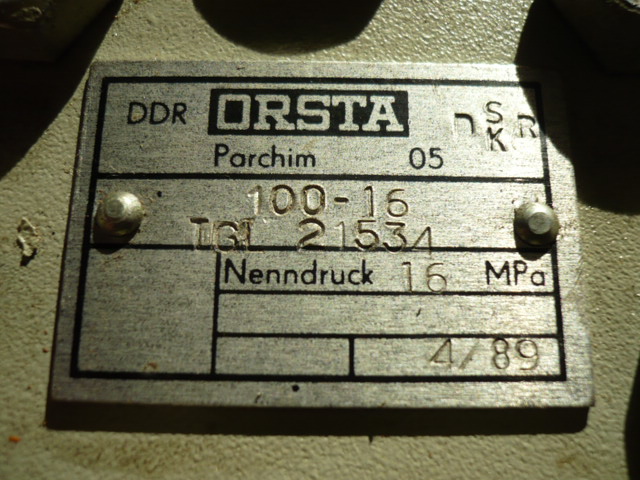 DDR ORSTA
Parchim 05
100-16
TGL 21534
Nenndruck 16 MPa
4/89